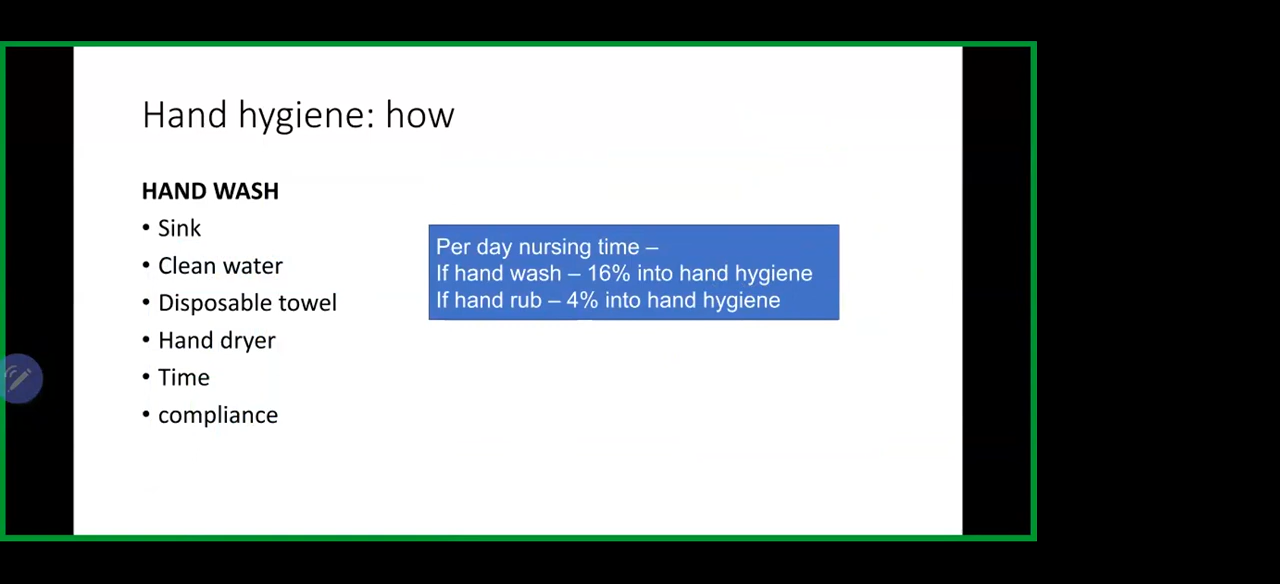 Hand hygiene: how
HAND WASH
• Sink
• Clean water
• Disposable towel
• Hand dryer
• Time
• compliance
Per day nursing time –
If hand wash – 16% into hand hygiene
If hand rub – 4% into hand hygiene